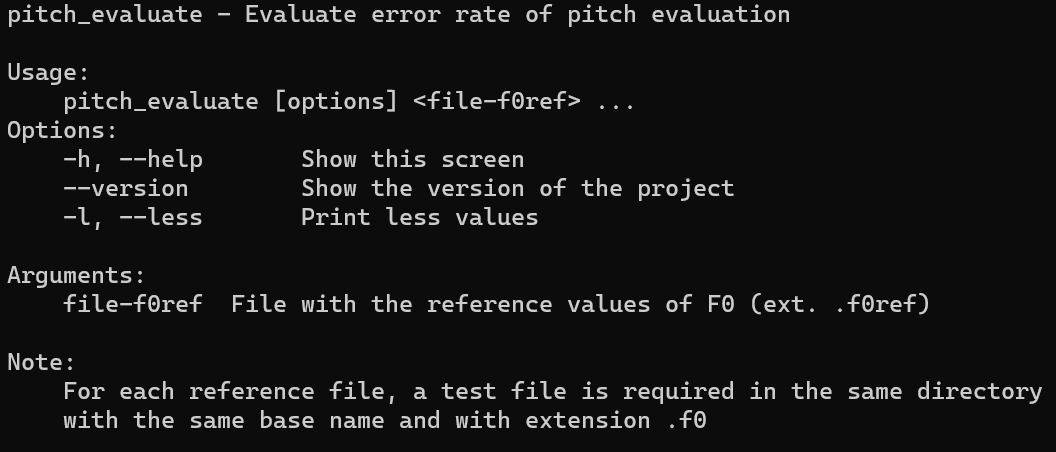 pitch_evaluate - Evaluate error rate of pitch evaluation

Usage:
    pitch_evaluate [options] <file-f0ref> ...
Options:
    -h, --help       Show this screen
    --version        Show the version of the project
    -l, --less       Print less values

Arguments:
    file-f0ref  File with the reference values of F0 (ext. .f0ref)

Note:
    For each reference file, a test file is required in the same directory
    with the same base name and with extension .f0